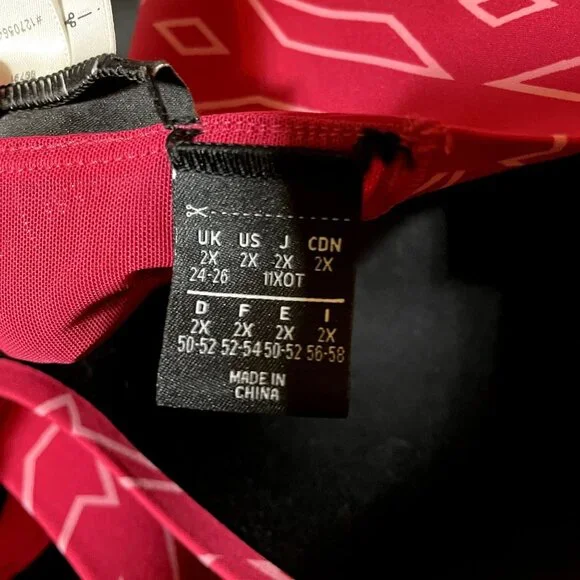 #1270564
UK US J CDN
2X 2X 2X 2X
24-26 11XOT
D F E I
2X 2X 2X 2X
50-52 52-54 50-52 56-58
MADE IN
CHINA